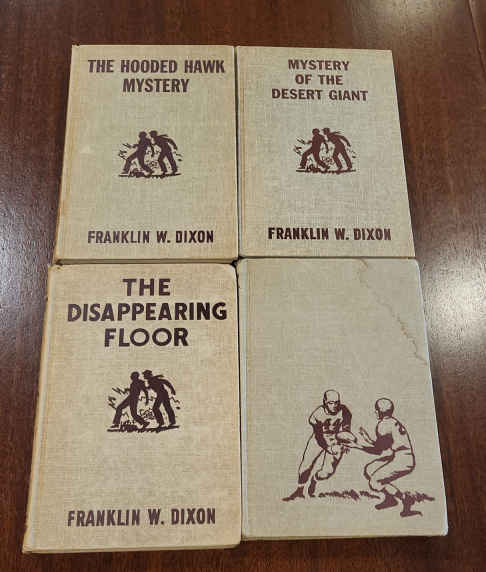 THE HOODED HAWK
MYSTERY
FRANKLIN W. DIXON
MYSTERY
OF THE
DESERT GIANT
FRANKLIN W. DIXON
THE
DISAPPEARING
FLOOR
FRANKLIN W. DIXON